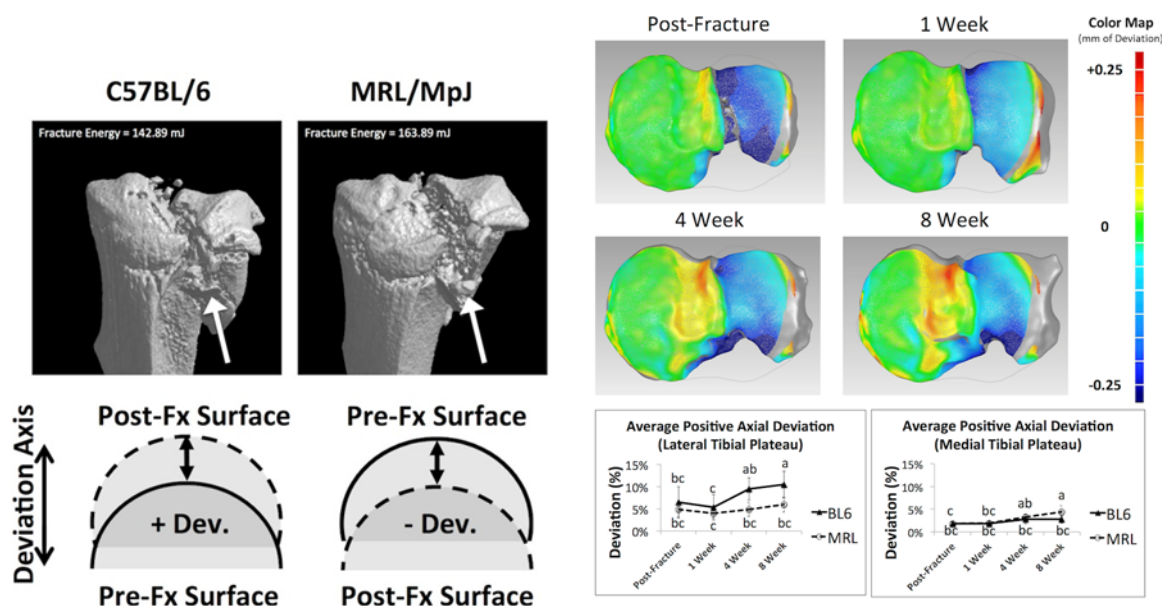 C57BL/6
MRL/MpJ
Fracture Energy = 142.89 mJ
Fracture Energy = 163.89 mJ
Deviation Axis
Post-Fx Surface
+ Dev.
Pre-Fx Surface
Pre-Fx Surface
- Dev.
Post-Fx Surface
Post-Fracture
1 Week
4 Week
8 Week
Color Map
(mm of Deviation)
+0.25
0
-0.25
Average Positive Axial Deviation
(Lateral Tibial Plateau)
Deviation (%)
15%
10%
5%
0%
bc
c
ab
a
bc
c
bc
bc
Post-Fracture
1 Week
4 Week
8 Week
BL6
MRL
Average Positive Axial Deviation
(Medial Tibial Plateau)
Deviation (%)
15%
10%
5%
0%
c
bc
ab
a
bc
bc
bc
bc
Post-Fracture
1 Week
4 Week
8 Week
BL6
MRL